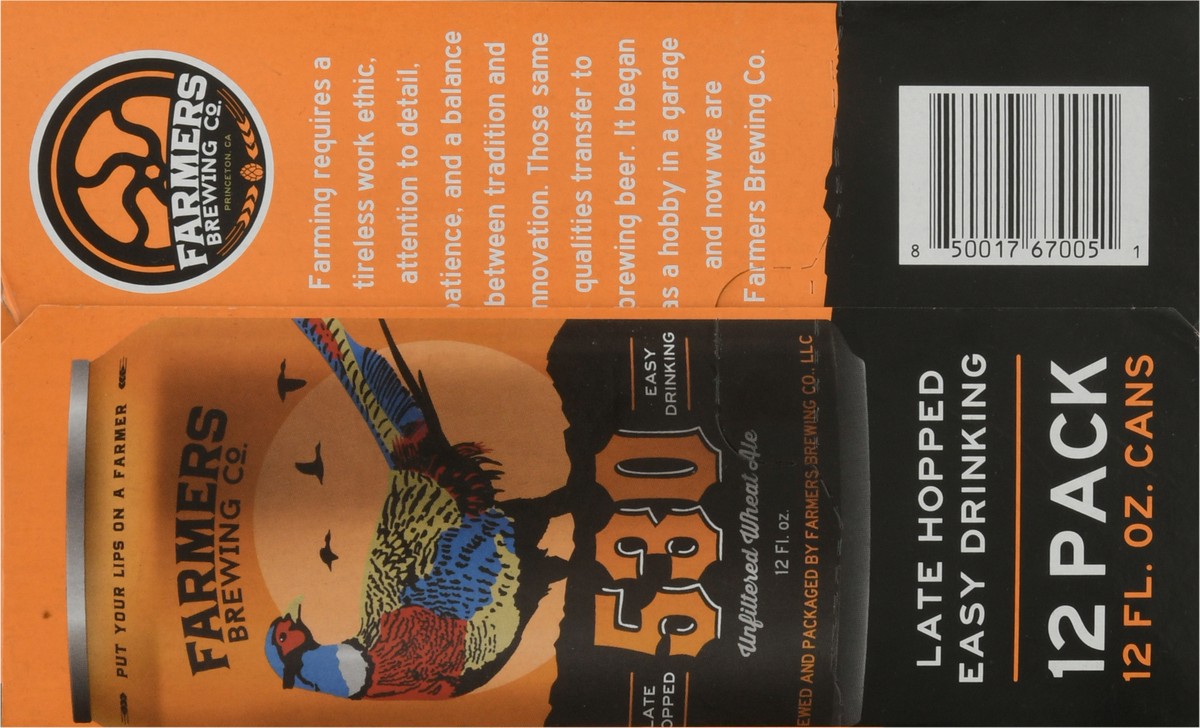 FARMERS
BREWING CO.
PRINCETON, CA
Farming requires a
tireless work ethic,
attention to detail,
patience, and a balance
between tradition and
innovation. Those same
qualities transfer to
brewing beer. It began
as a hobby in a garage
and now we are
Farmers Brewing Co.
8 50017 67005 1
PUT YOUR LIPS ON A FARMER
FARMERS
BREWING CO.
LATE
HOPPED
530
EASY
DRINKING
Unfiltered Wheat Ale
12 Fl. oz.
EWED AND PACKAGED BY FARMERS BREWING CO., LLC
LATE HOPPED
EASY DRINKING
12 PACK
12 FL. OZ. CANS